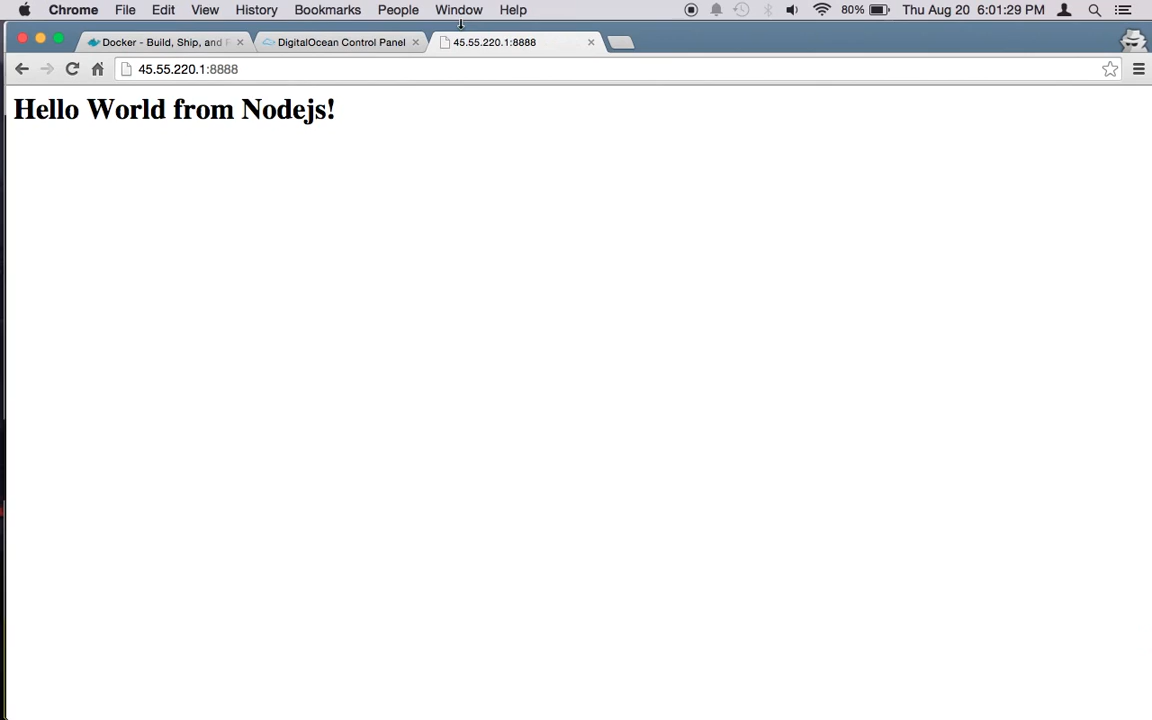 Chrome File Edit View History Bookmarks People Window Help 80% Thu Aug 20 6:01:29 PM
Docker - Build, Ship, and DigitalOcean Control Panel 45.55.220.1:8888
45.55.220.1:8888
Hello World from Nodejs!